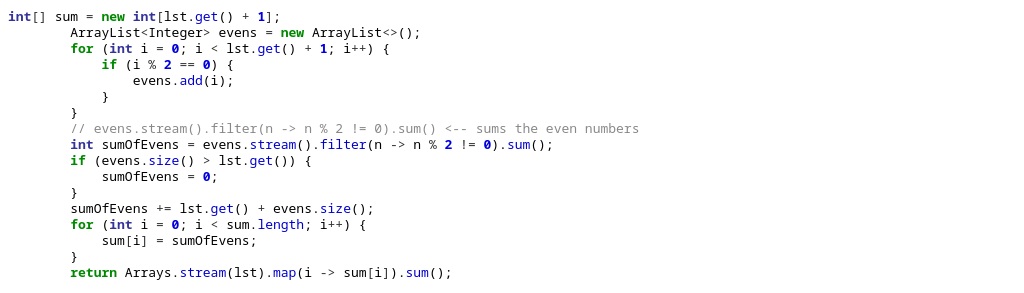 int[] sum = new int[lst.get() + 1];
        ArrayList<Integer> evens = new ArrayList<>();
        for (int i = 0; i < lst.get() + 1; i++) {
            if (i % 2 == 0) {
                evens.add(i);
            }
        }
        // evens.stream().filter(n -> n % 2 != 0).sum() <-- sums the even numbers
        int sumOfEvens = evens.stream().filter(n -> n % 2 != 0).sum();
        if (evens.size() > lst.get()) {
            sumOfEvens = 0;
        }
        sumOfEvens += lst.get() + evens.size();
        for (int i = 0; i < sum.length; i++) {
            sum[i] = sumOfEvens;
        }
        return Arrays.stream(lst).map(i -> sum[i]).sum();